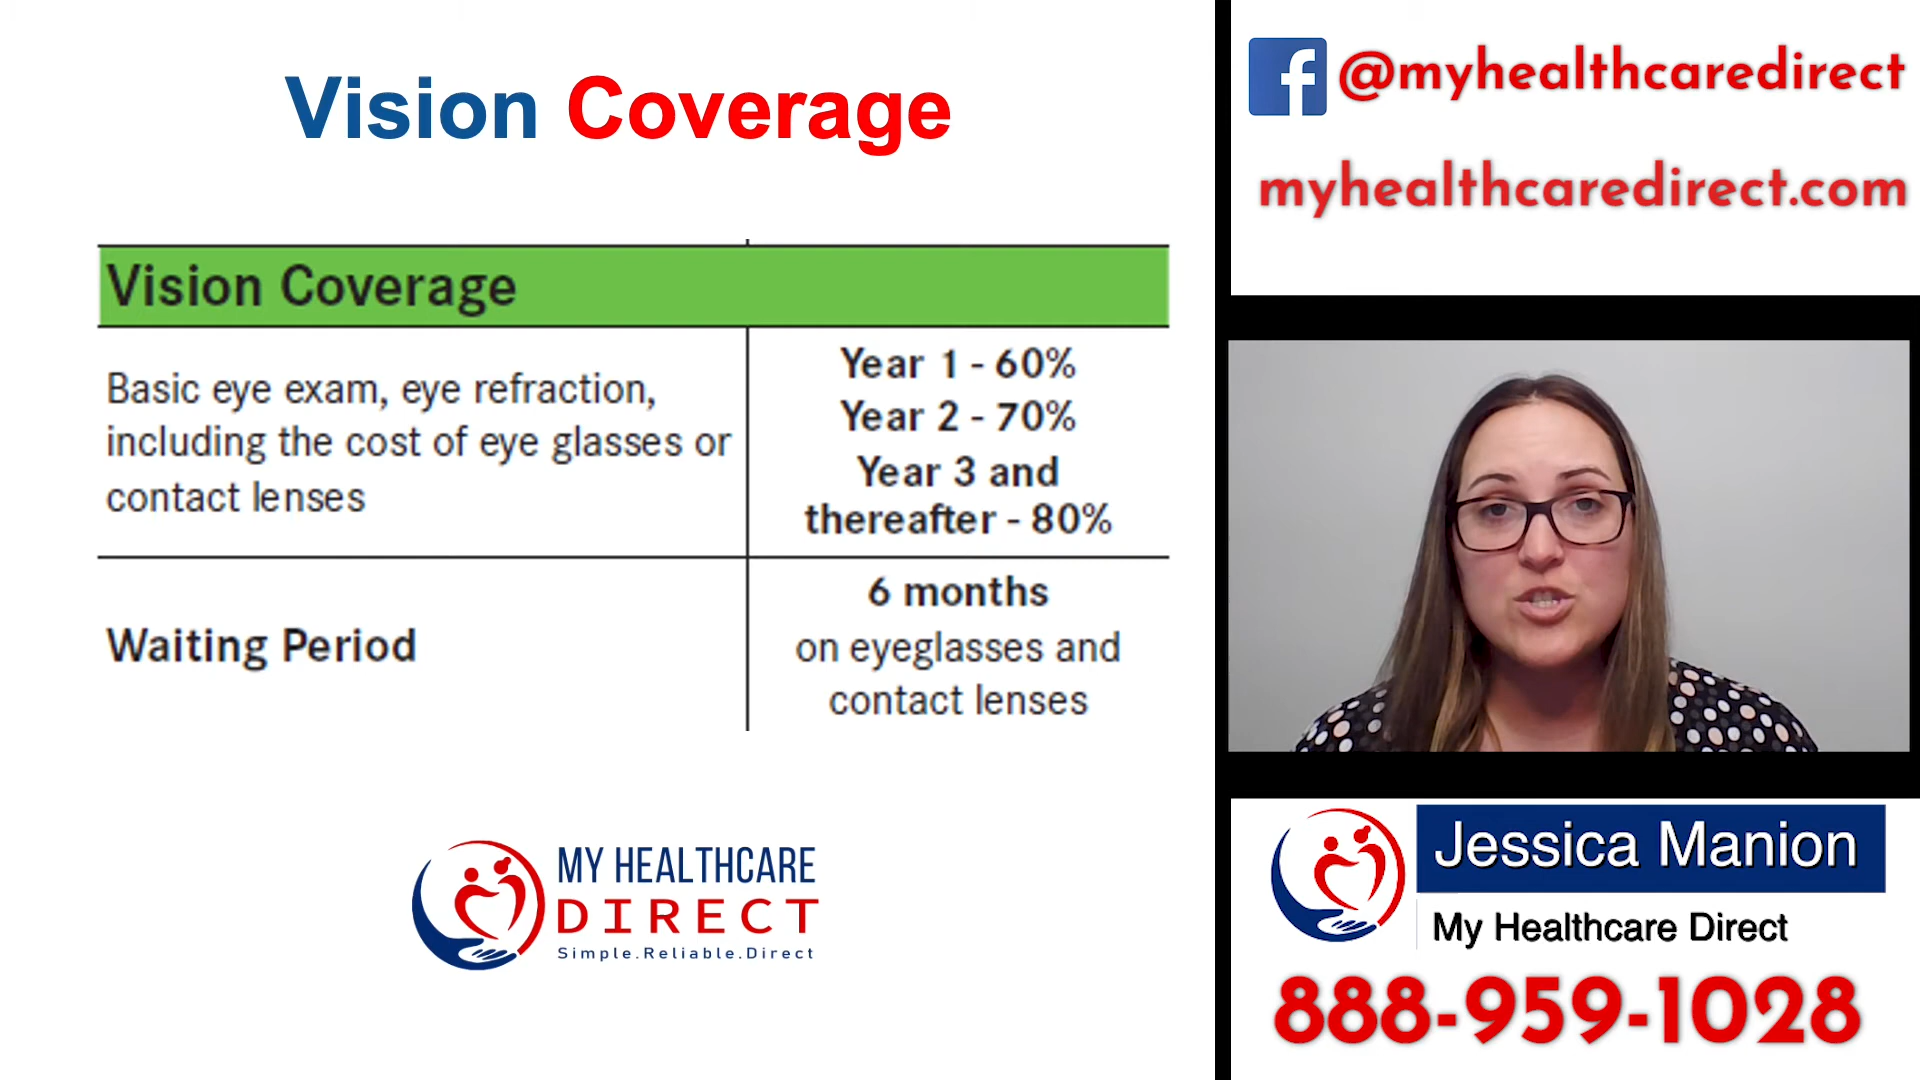 Vision Coverage
Vision Coverage
Basic eye exam, eye refraction,
including the cost of eye glasses or
contact lenses
Year 1 - 60%
Year 2 - 70%
Year 3 and
thereafter - 80%
Waiting Period
6 months
on eyeglasses and
contact lenses
MY HEALTHCARE
DIRECT
Simple.Reliable.Direct
f @myhealthcaredirect
myhealthcaredirect.com
Jessica Manion
My Healthcare Direct
888-959-1028